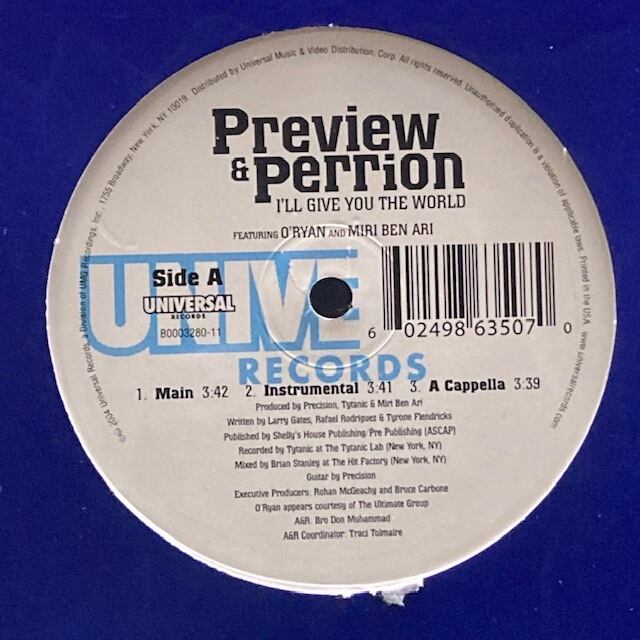 ℗© 2004 Universal Records, a Division of UMG Recordings, Inc., 1755 Broadway, New York, NY 10019. Distributed by Universal Music & Video Distribution, Corp. All rights reserved. Unauthorized duplication is a violation of applicable laws. Printed in the USA. www.universalrecords.com
Preview
& Perrion
I'LL GIVE YOU THE WORLD
FEATURING O'RYAN AND MIRI BEN ARI
UNIVE
Side A
UNIVERSAL
RECORDS
B0003280-11
6 02498 63507 0
RECORDS
1. Main 3:42 2. Instrumental 3:41 3. A Cappella 3:39
Produced by Precision, Tytanic & Miri Ben Ari
Written by Larry Gates, Rafael Rodriguez & Tyrone Flendricks
Published by Shelly's House Publishing/Pre Publishing (ASCAP)
Recorded by Tytanic at The Tytanic Lab (New York, NY)
Mixed by Brian Stanley at The Hit Factory (New York, NY)
Guitar by Precision
Executive Producers: Rohan McGeachy and Bruce Carbone
O'Ryan appears courtesy of The Ultimate Group
A&R: Bro Don Muhammad
A&R Coordinator: Traci Tolmaire